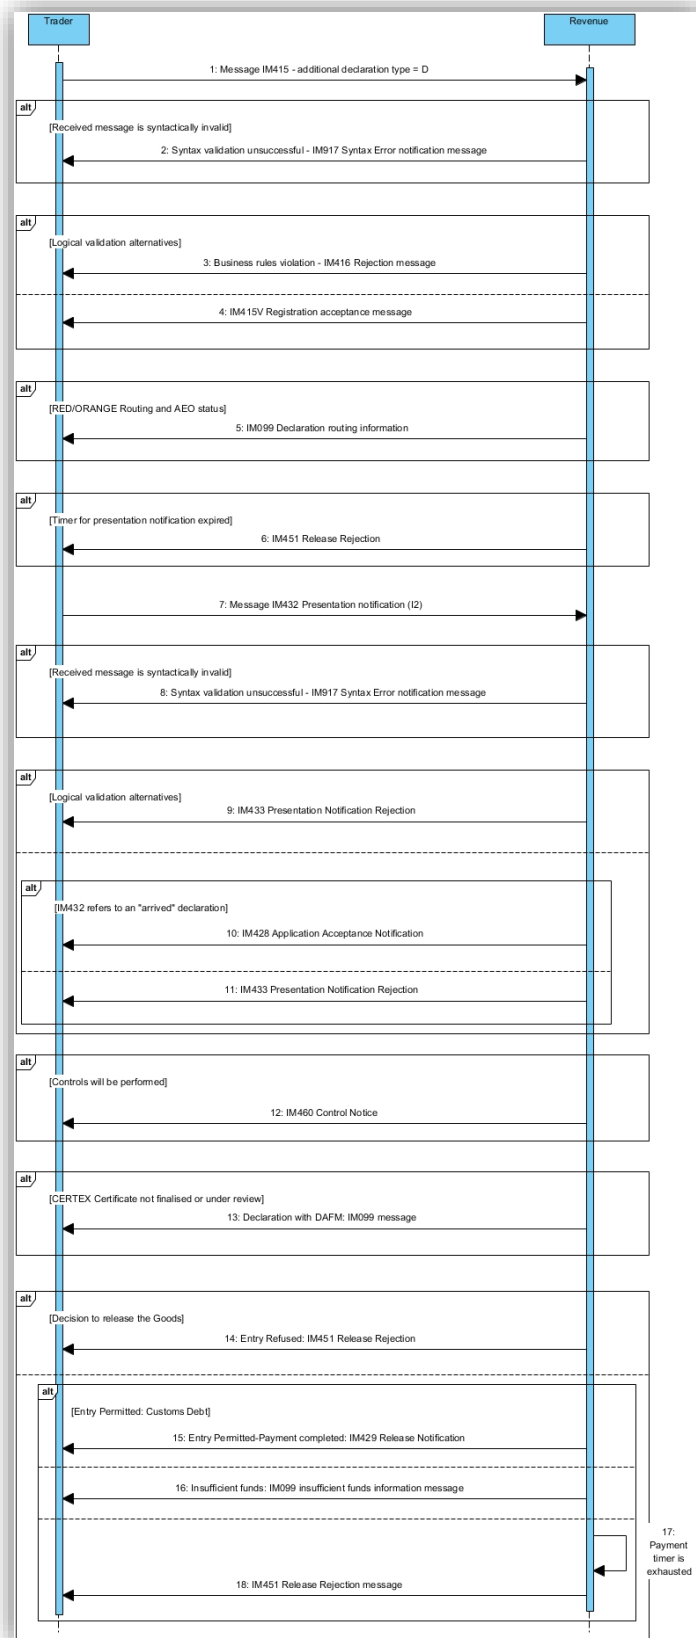 Trader
Revenue
1: Message IM415 - additional declaration type = D
alt
[Received message is syntactically invalid]
2: Syntax validation unsuccessful - IM917 Syntax Error notification message
alt
[Logical validation alternatives]
3: Business rules violation - IM416 Rejection message
4: IM415V Registration acceptance message
alt
[RED/ORANGE Routing and AEO status]
5: IM099 Declaration routing information
alt
[Timer for presentation notification expired]
6: IM451 Release Rejection
7: Message IM432 Presentation notification (I2)
alt
[Received message is syntactically invalid]
8: Syntax validation unsuccessful - IM917 Syntax Error notification message
alt
[Logical validation alternatives]
9: IM433 Presentation Notification Rejection
alt
[IM432 refers to an "arrived" declaration]
10: IM428 Application Acceptance Notification
11: IM433 Presentation Notification Rejection
alt
[Controls will be performed]
12: IM460 Control Notice
alt
[CERTEX Certificate not finalised or under review]
13: Declaration with DAFM: IM099 message
alt
[Decision to release the Goods]
14: Entry Refused: IM451 Release Rejection
alt
[Entry Permitted: Customs Debt]
15: Entry Permitted-Payment completed: IM429 Release Notification
16: Insufficient funds: IM099 insufficient funds information message
17:
Payment
timer is
exhausted
18: IM451 Release Rejection message